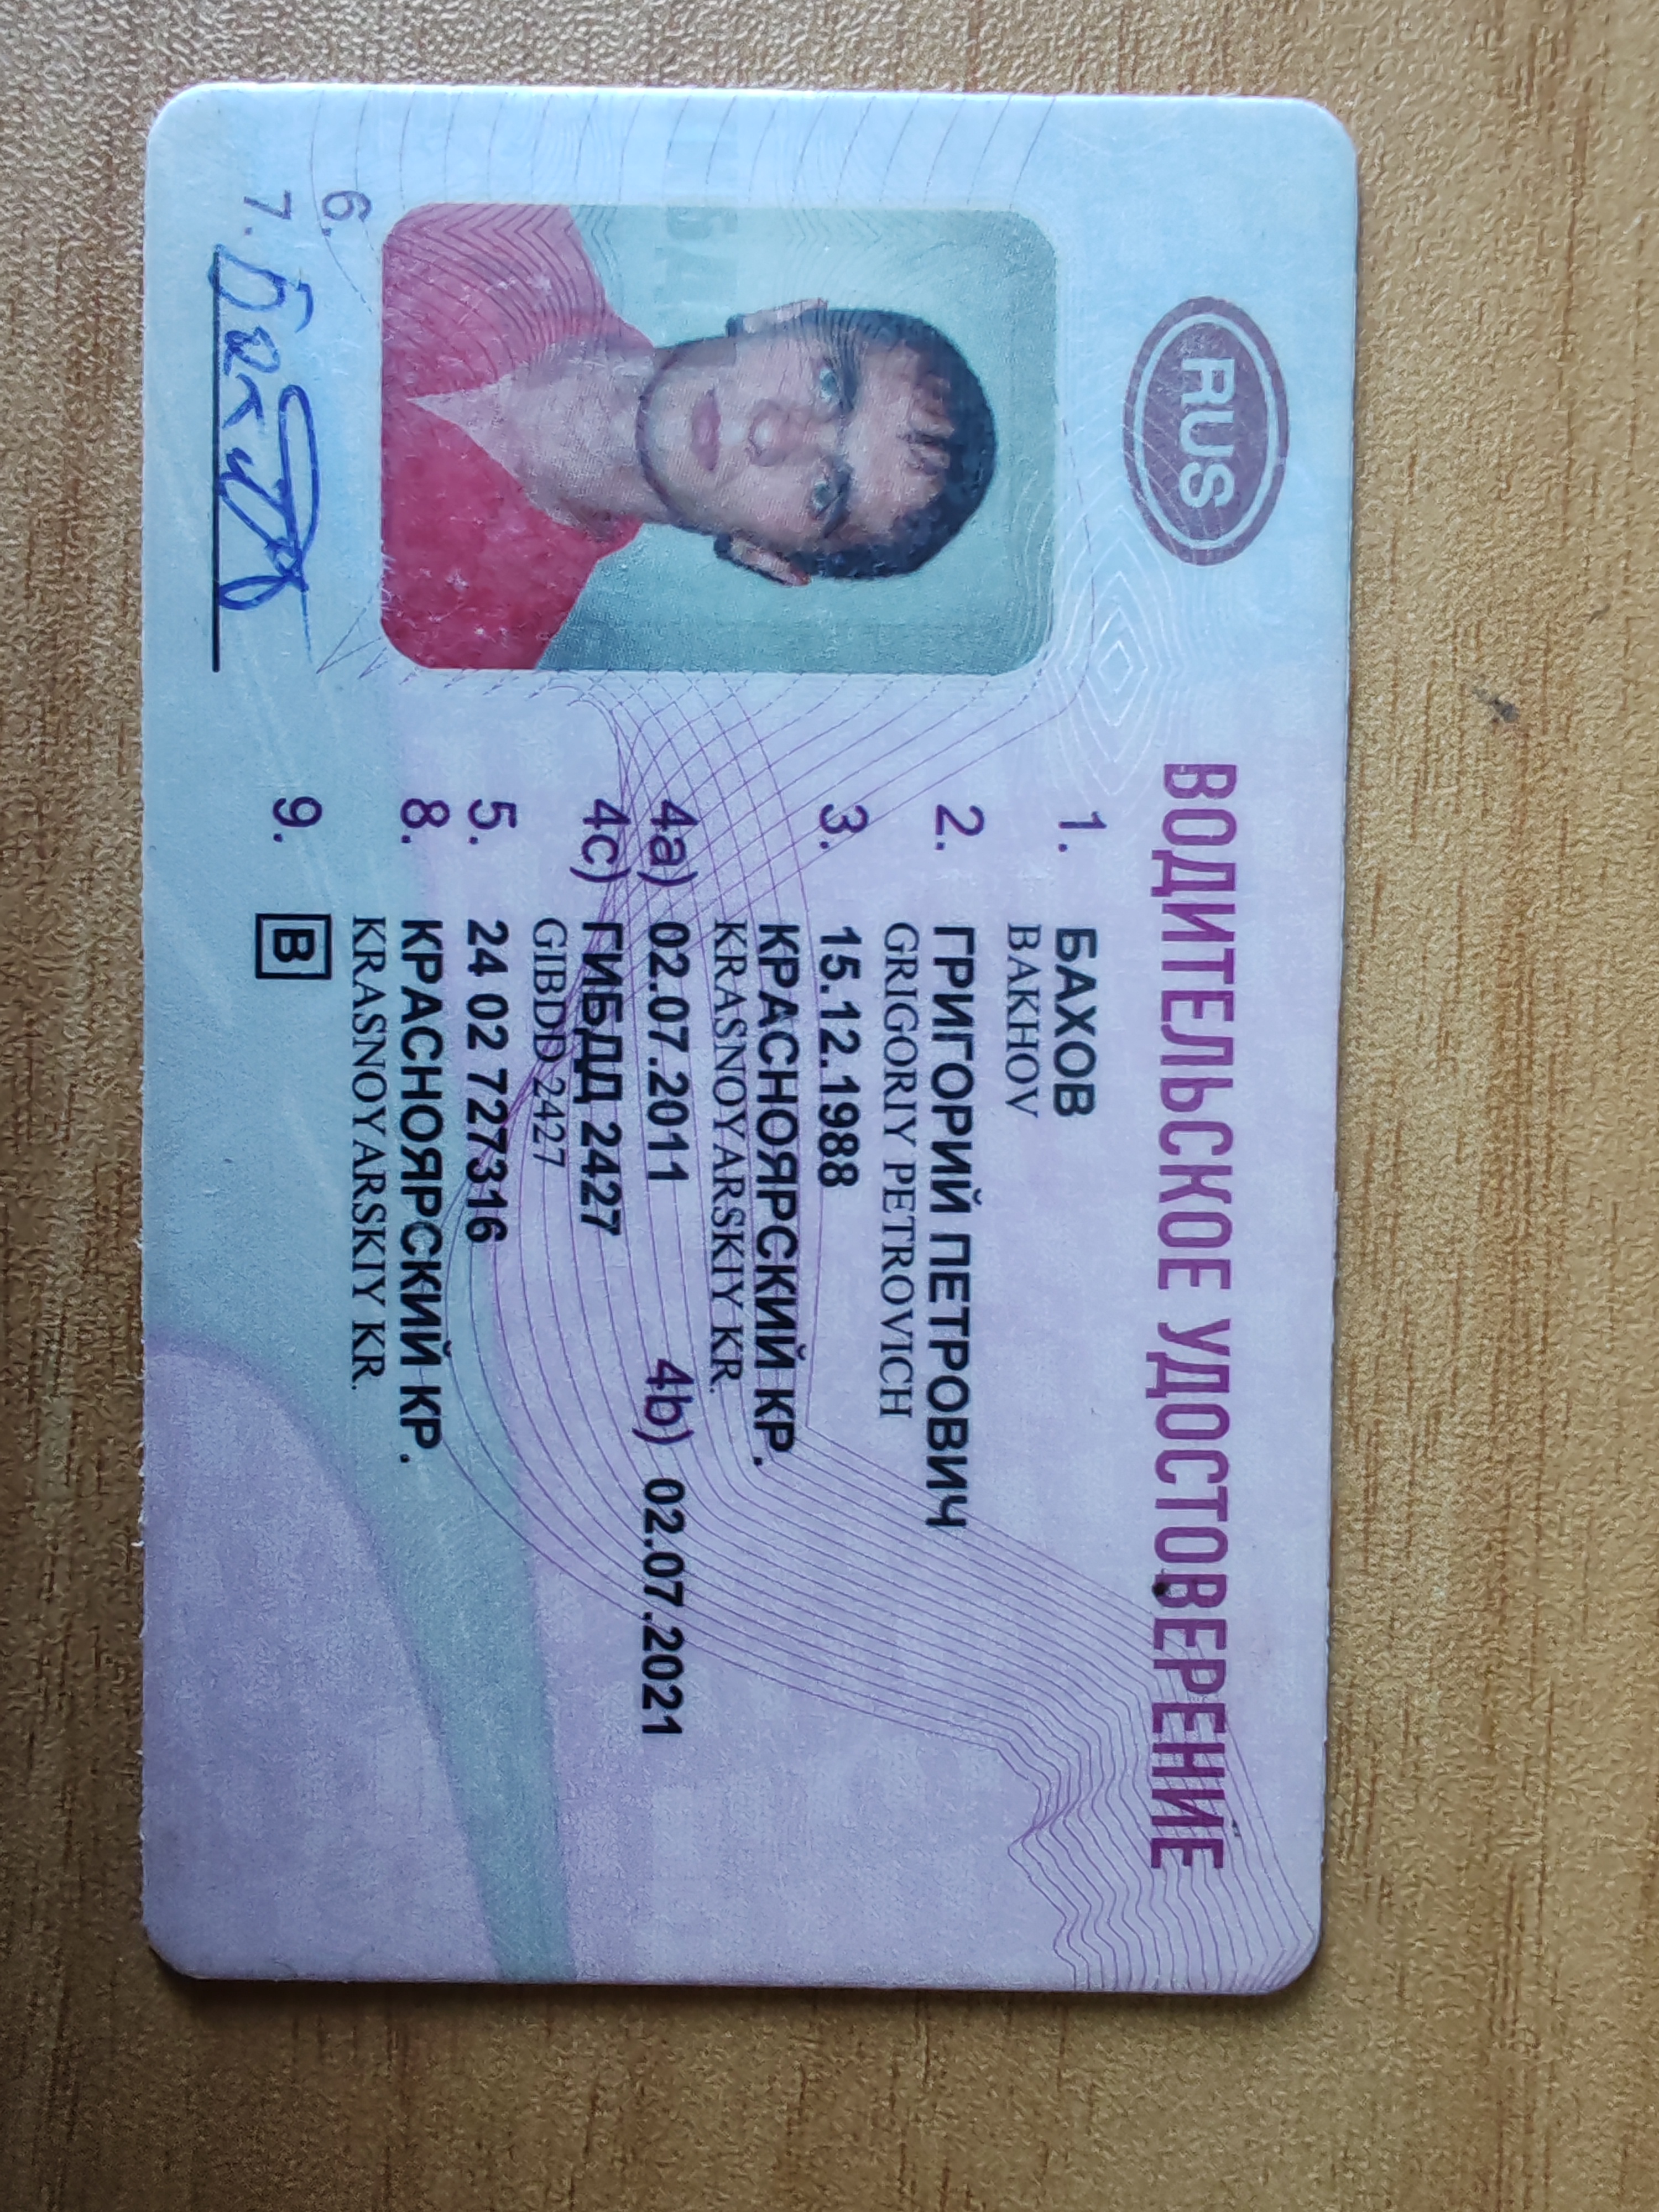 RUS
ВОДИТЕЛЬСКОЕ УДОСТОВЕРЕНИЕ
1. БАХОВ
BAKHOV
2. ГРИГОРИЙ ПЕТРОВИЧ
GRIGORIY PETROVICH
3. 15.12.1988
КРАСНОЯРСКИЙ КР.
KRASNOYARSKIY KR.
4a) 02.07.2011 4b) 02.07.2021
4c) ГИБДД 2427
GIBDD 2427
5. 24 02 727316
8. КРАСНОЯРСКИЙ КР.
KRASNOYARSKIY KR.
9. B
6.
7.